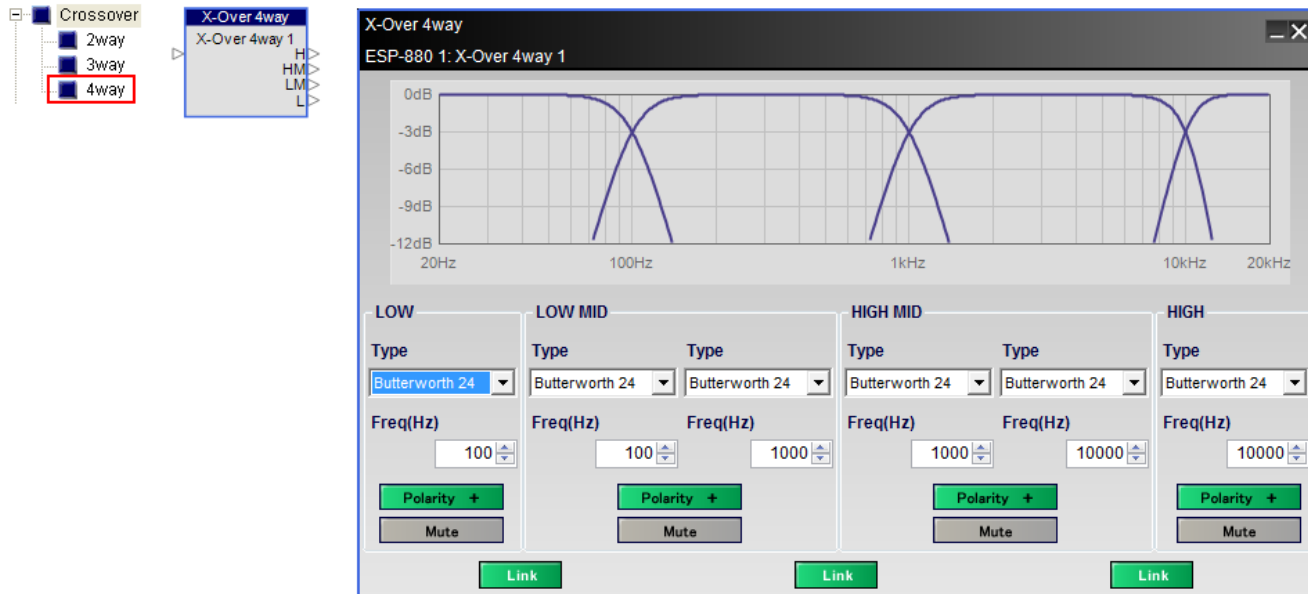 Crossover
2way
3way
4way
X-Over 4way
X-Over 4way 1
H
HM
LM
L
X-Over 4way
ESP-880 1: X-Over 4way 1
0dB
-3dB
-6dB
-9dB
-12dB
20Hz 100Hz 1kHz 10kHz 20kHz
LOW LOW MID HIGH MID HIGH
Type Type Type Type Type Type
Butterworth 24 Butterworth 24 Butterworth 24 Butterworth 24 Butterworth 24 Butterworth 24
Freq(Hz) Freq(Hz) Freq(Hz) Freq(Hz) Freq(Hz) Freq(Hz)
100 100 1000 1000 10000 10000
Polarity + Polarity + Polarity + Polarity +
Mute Mute Mute Mute
Link Link Link